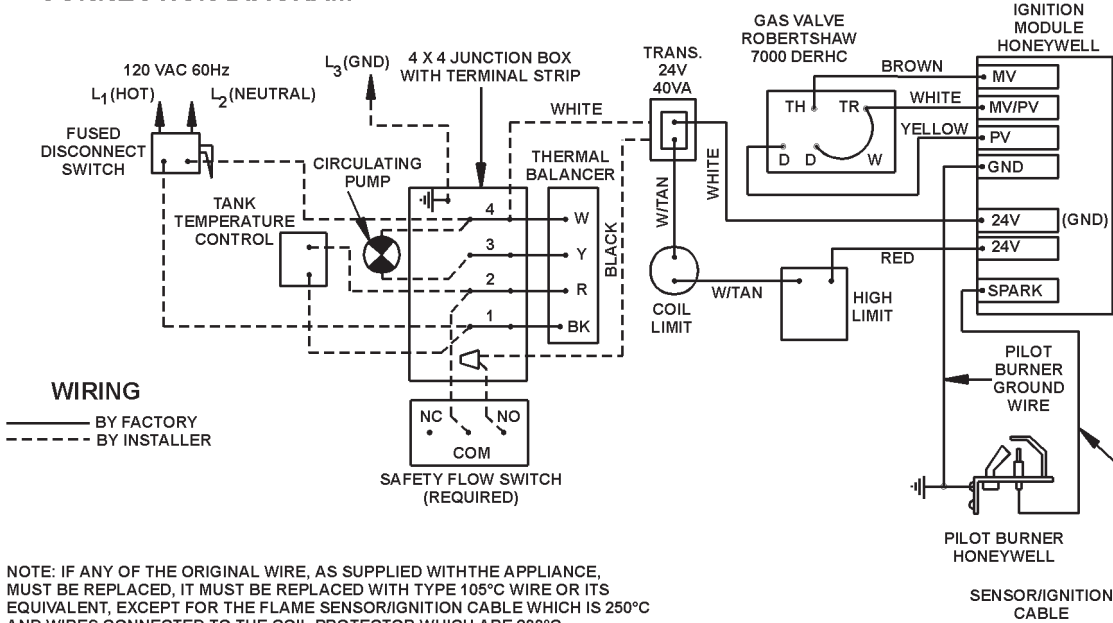 120 VAC 60Hz
L1(HOT)
L2(NEUTRAL)
FUSED
DISCONNECT
SWITCH
L3(GND)
4 X 4 JUNCTION BOX
WITH TERMINAL STRIP
CIRCULATING
PUMP
TANK
TEMPERATURE
CONTROL
4
3
2
1
THERMAL
BALANCER
W
Y
R
BK
WHITE
BLACK
TRANS.
24V
40VA
W/TAN
WHITE
COIL
LIMIT
W/TAN
HIGH
LIMIT
RED
GAS VALVE
ROBERTSHAW
7000 DERHC
TH
TR
D
D
W
BROWN
WHITE
YELLOW
IGNITION
MODULE
HONEYWELL
MV
MV/PV
PV
GND
24V
(GND)
24V
SPARK
PILOT
BURNER
GROUND
WIRE
PILOT BURNER
HONEYWELL
SENSOR/IGNITION
CABLE
NC
NO
COM
SAFETY FLOW SWITCH
(REQUIRED)
WIRING
BY FACTORY
BY INSTALLER
NOTE: IF ANY OF THE ORIGINAL WIRE, AS SUPPLIED WITHTHE APPLIANCE,
MUST BE REPLACED, IT MUST BE REPLACED WITH TYPE 105°C WIRE OR ITS
EQUIVALENT, EXCEPT FOR THE FLAME SENSOR/IGNITION CABLE WHICH IS 250°C